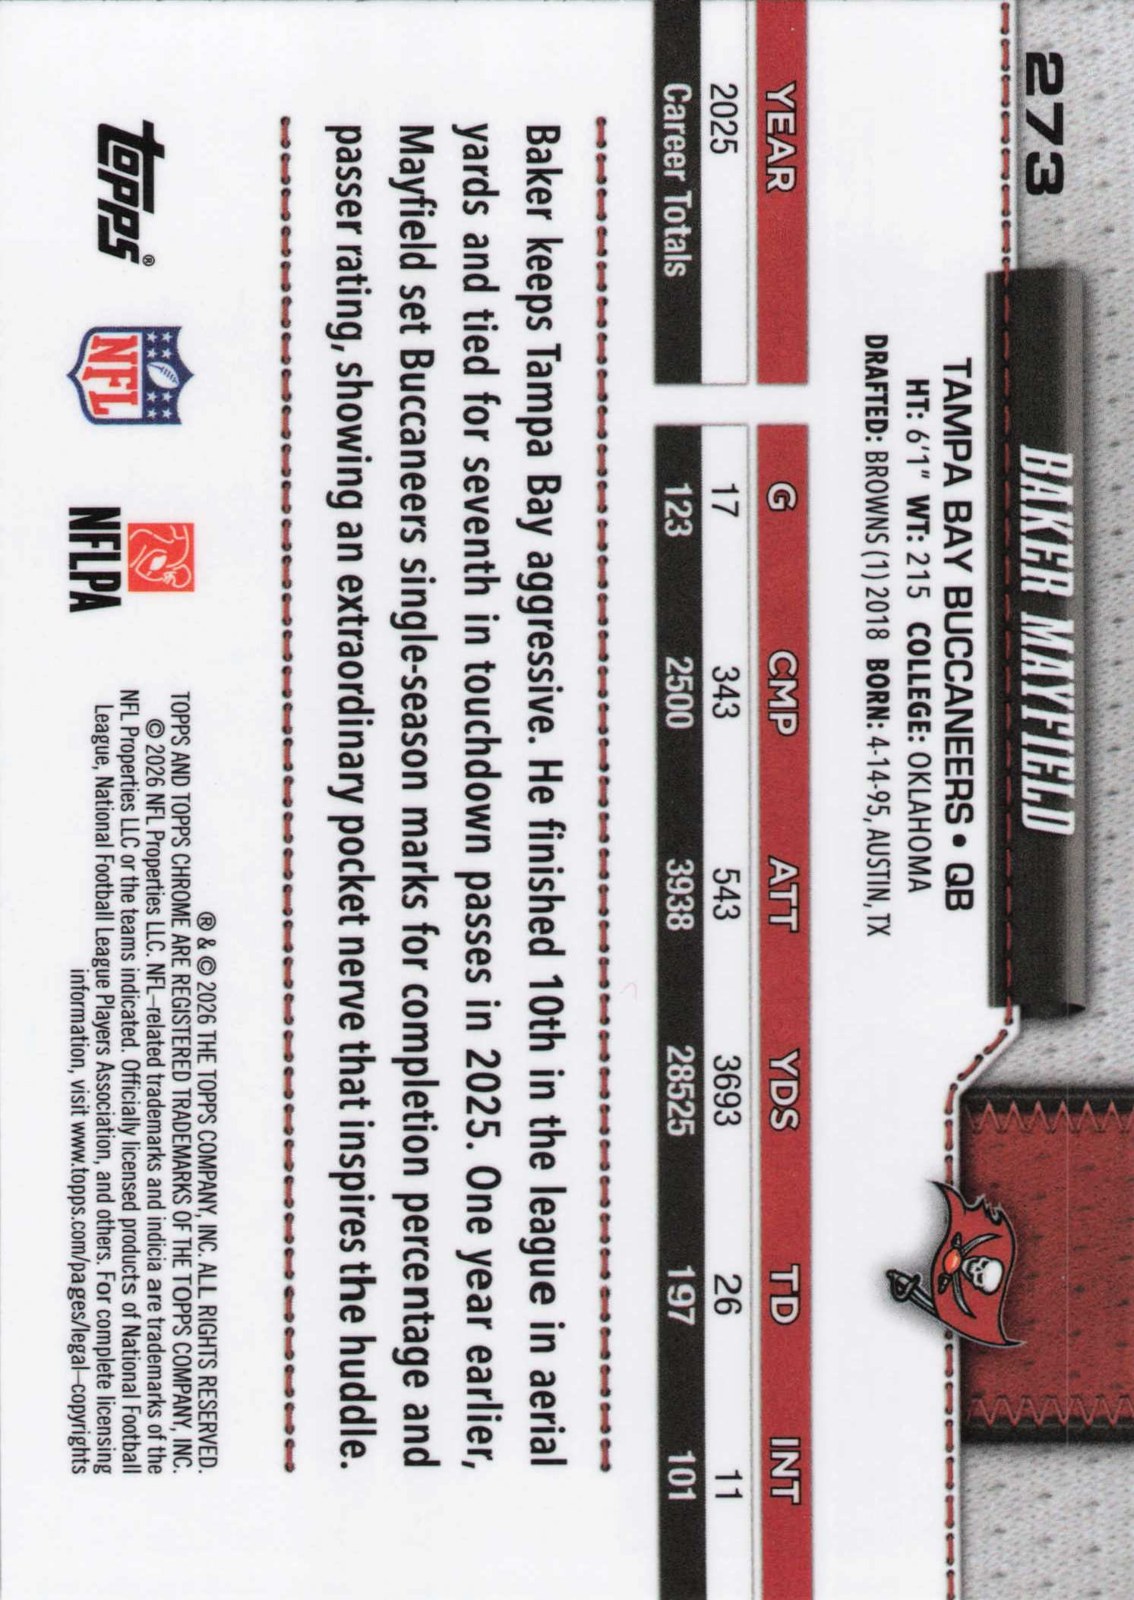 273
BAKER MAYFIELD
TAMPA BAY BUCCANEERS • QB
HT: 6'1" WT: 215 COLLEGE: OKLAHOMA
DRAFTED: BROWNS (1) 2018 BORN: 4-14-95, AUSTIN, TX
YEAR G CMP ATT YDS TD INT
2025 17 343 543 3693 26 11
Career Totals 123 2500 3938 28525 197 101
Baker keeps Tampa Bay aggressive. He finished 10th in the league in aerial
yards and tied for seventh in touchdown passes in 2025. One year earlier,
Mayfield set Buccaneers single-season marks for completion percentage and
passer rating, showing an extraordinary pocket nerve that inspires the huddle.
topps®
NFL
NFLPA
® & © 2026 THE TOPPS COMPANY, INC. ALL RIGHTS RESERVED.
TOPPS AND TOPPS CHROME ARE REGISTERED TRADEMARKS OF THE TOPPS COMPANY, INC.
© 2026 NFL Properties LLC. NFL-related trademarks and indicia are trademarks of the
NFL Properties LLC or the teams indicated. Officially licensed products of National Football
League, National Football League Players Association, and others. For complete licensing
information, visit www.topps.com/pages/legal-copyrights